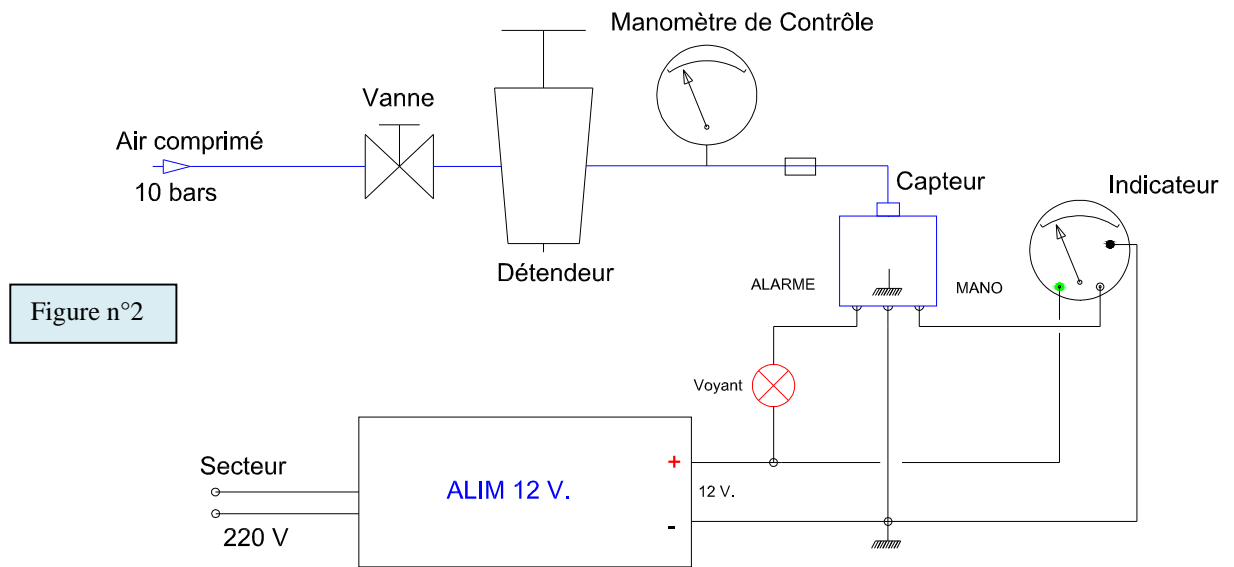 Manomètre de Contrôle
Vanne
Air comprimé
10 bars
Capteur
Indicateur
Détendeur
ALARME
MANO
Figure n°2
Voyant
Secteur
+
ALIM 12 V.
12 V.
-
220 V